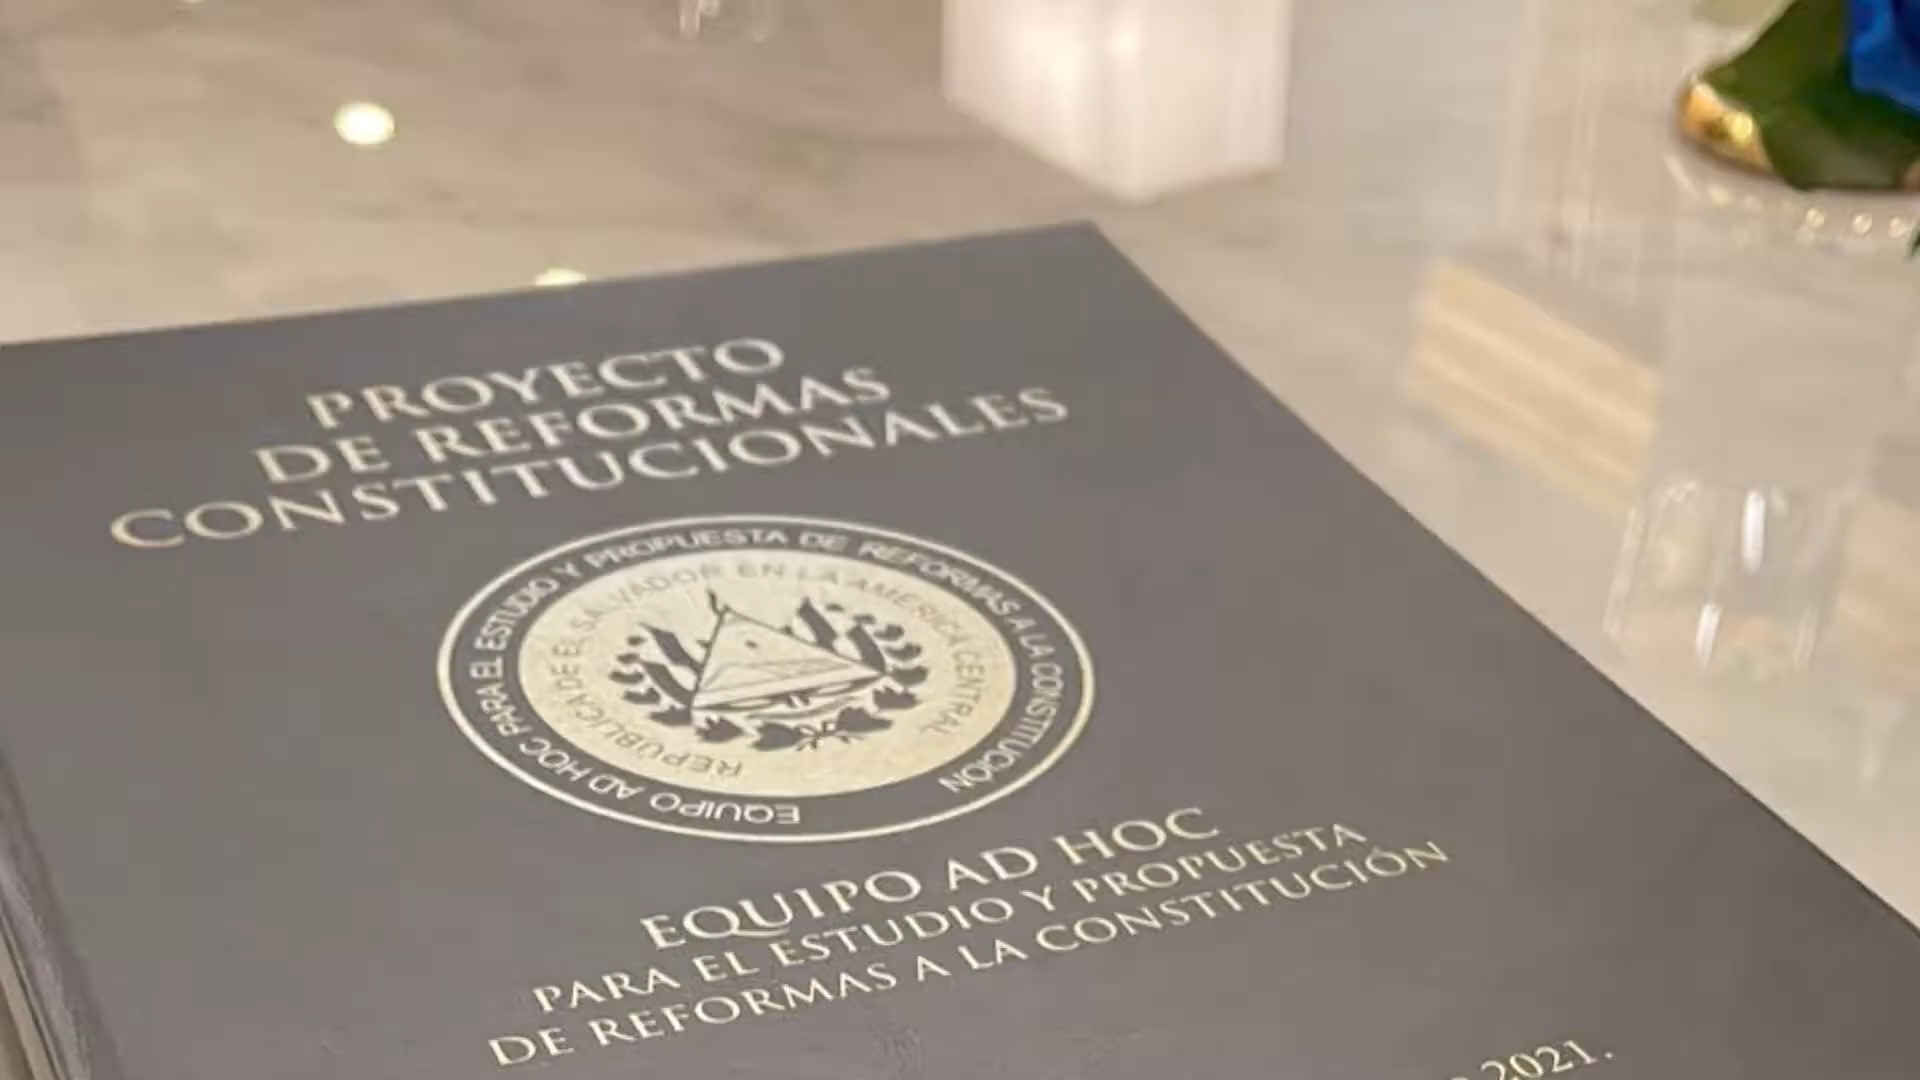 PROYECTO
DE REFORMAS
CONSTITUCIONALES
EQUIPO AD HOC PARA EL ESTUDIO Y PROPUESTA DE REFORMAS A LA CONSTITUCIÓN
REPÚBLICA DE EL SALVADOR EN LA AMÉRICA CENTRAL
EQUIPO AD HOC
PARA EL ESTUDIO Y PROPUESTA
DE REFORMAS A LA CONSTITUCIÓN
2021.